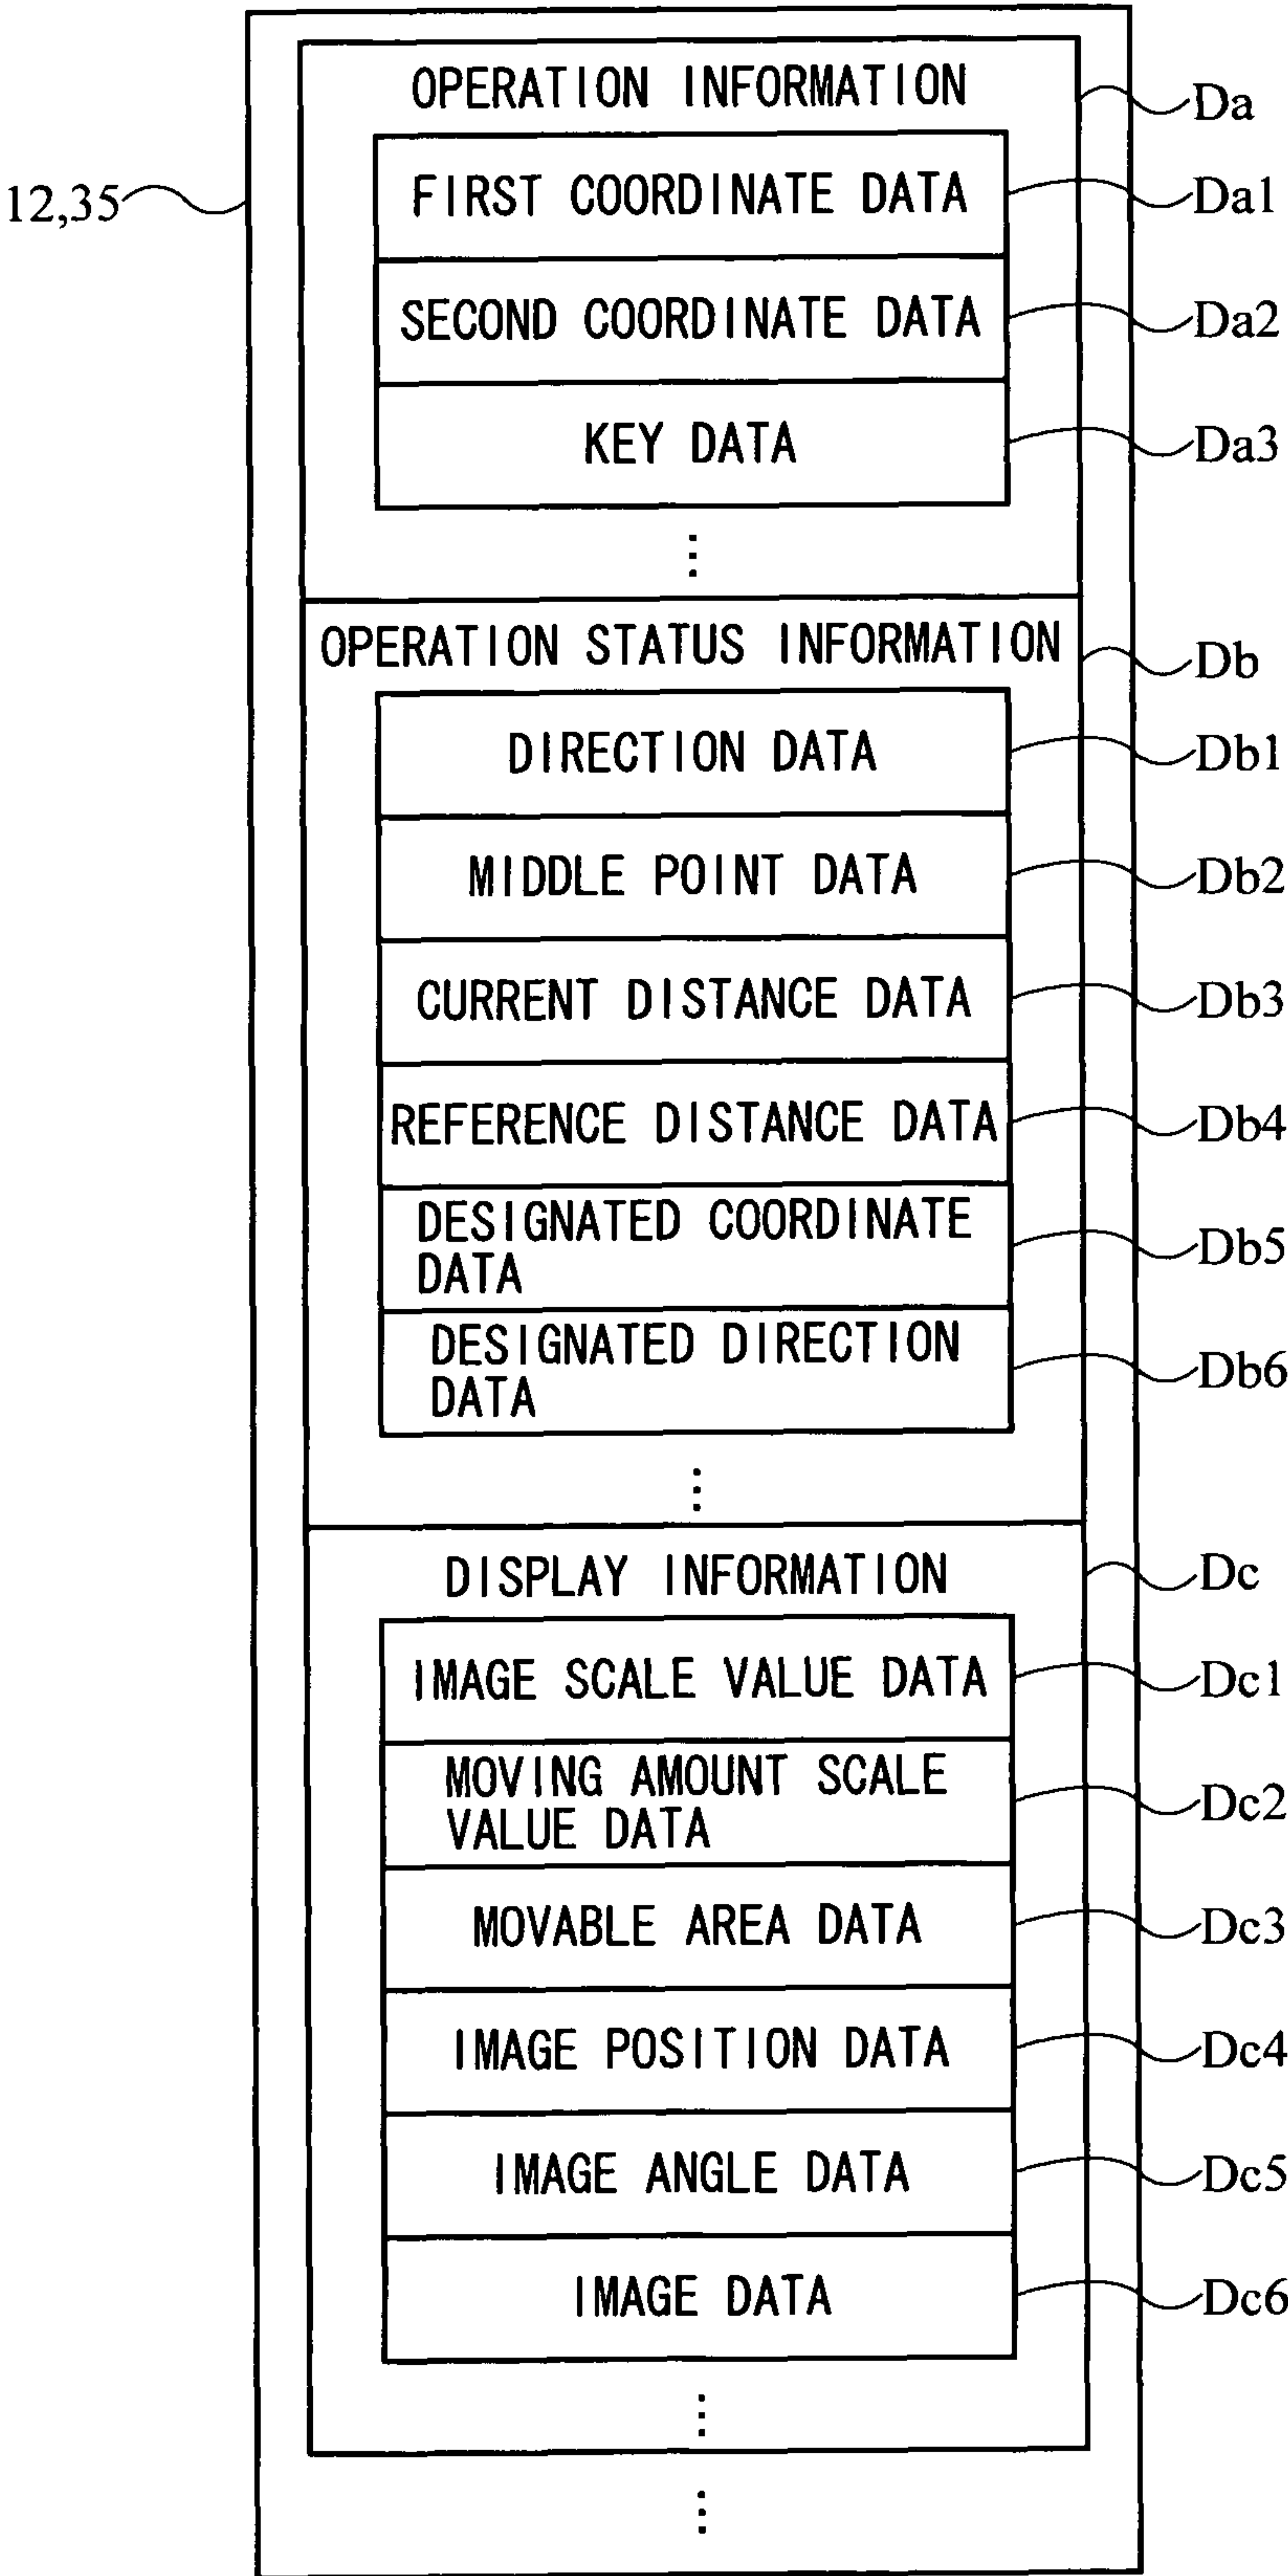 OPERATION INFORMATION
Da
12,35
FIRST COORDINATE DATA
Da1
SECOND COORDINATE DATA
Da2
KEY DATA
Da3
OPERATION STATUS INFORMATION
Db
DIRECTION DATA
Db1
MIDDLE POINT DATA
Db2
CURRENT DISTANCE DATA
Db3
REFERENCE DISTANCE DATA
Db4
DESIGNATED COORDINATE
DATA
Db5
DESIGNATED DIRECTION
DATA
Db6
DISPLAY INFORMATION
Dc
IMAGE SCALE VALUE DATA
Dc1
MOVING AMOUNT SCALE
VALUE DATA
Dc2
MOVABLE AREA DATA
Dc3
IMAGE POSITION DATA
Dc4
IMAGE ANGLE DATA
Dc5
IMAGE DATA
Dc6